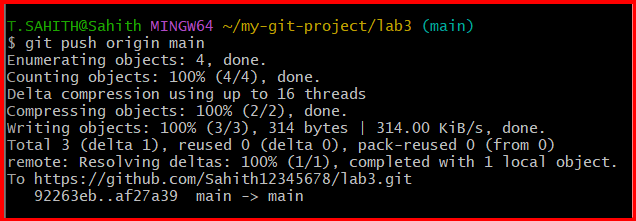 T.SAHITH@Sahith MINGW64 ~/my-git-project/lab3 (main)
$ git push origin main
Enumerating objects: 4, done.
Counting objects: 100% (4/4), done.
Delta compression using up to 16 threads
Compressing objects: 100% (2/2), done.
Writing objects: 100% (3/3), 314 bytes | 314.00 KiB/s, done.
Total 3 (delta 1), reused 0 (delta 0), pack-reused 0 (from 0)
remote: Resolving deltas: 100% (1/1), completed with 1 local object.
To https://github.com/Sahith12345678/lab3.git
   92263eb..af27a39  main -> main